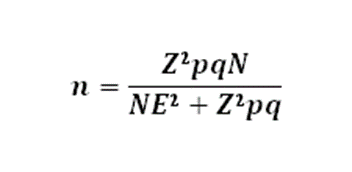 n = Z²pqN / NE² + Z²pq